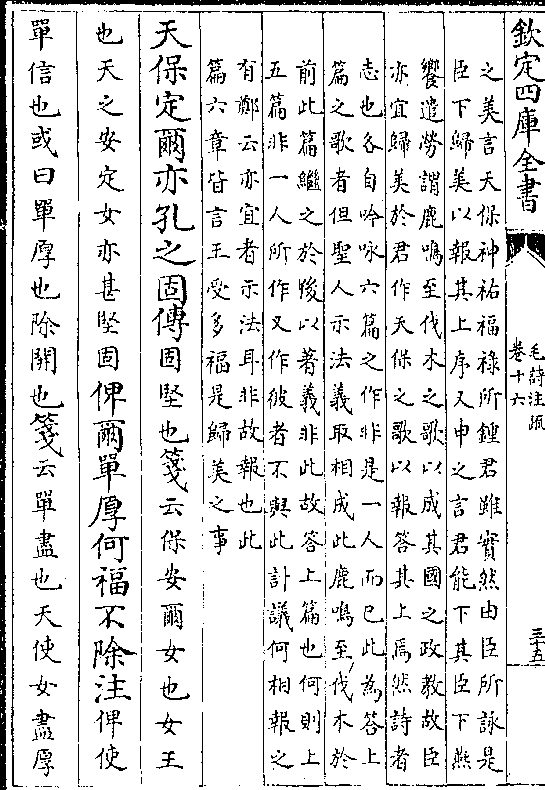 欽定四庫全書
毛詩注疏
卷十六
三十五
之美言天保神祐福祿所鍾君雖實然由臣所詠是
臣下歸美以報其上序又申之言君能下其臣下燕
饗遣勞謂鹿鳴至伐木之歌以成其國之政教故臣
亦宜歸美於君作天保之歌以報答其上焉然詩者
志也各自吟咏六篇之作非是一人而已此為答上
篇之歌者但聖人示法義取相成此鹿鳴至伐木於
前此篇繼之於後以著義非此故答上篇也何則上
五篇非一人所作又作彼者不與此計議何相報之
有鄭云亦宜者示法耳非故報也此
篇六章皆言王受多福是歸美之事
天保定爾亦孔之固傳固堅也箋云保安爾女也女王
也天之安定女亦甚堅固俾爾單厚何福不除注俾使
單信也或曰單厚也除開也箋云單盡也天使女盡厚